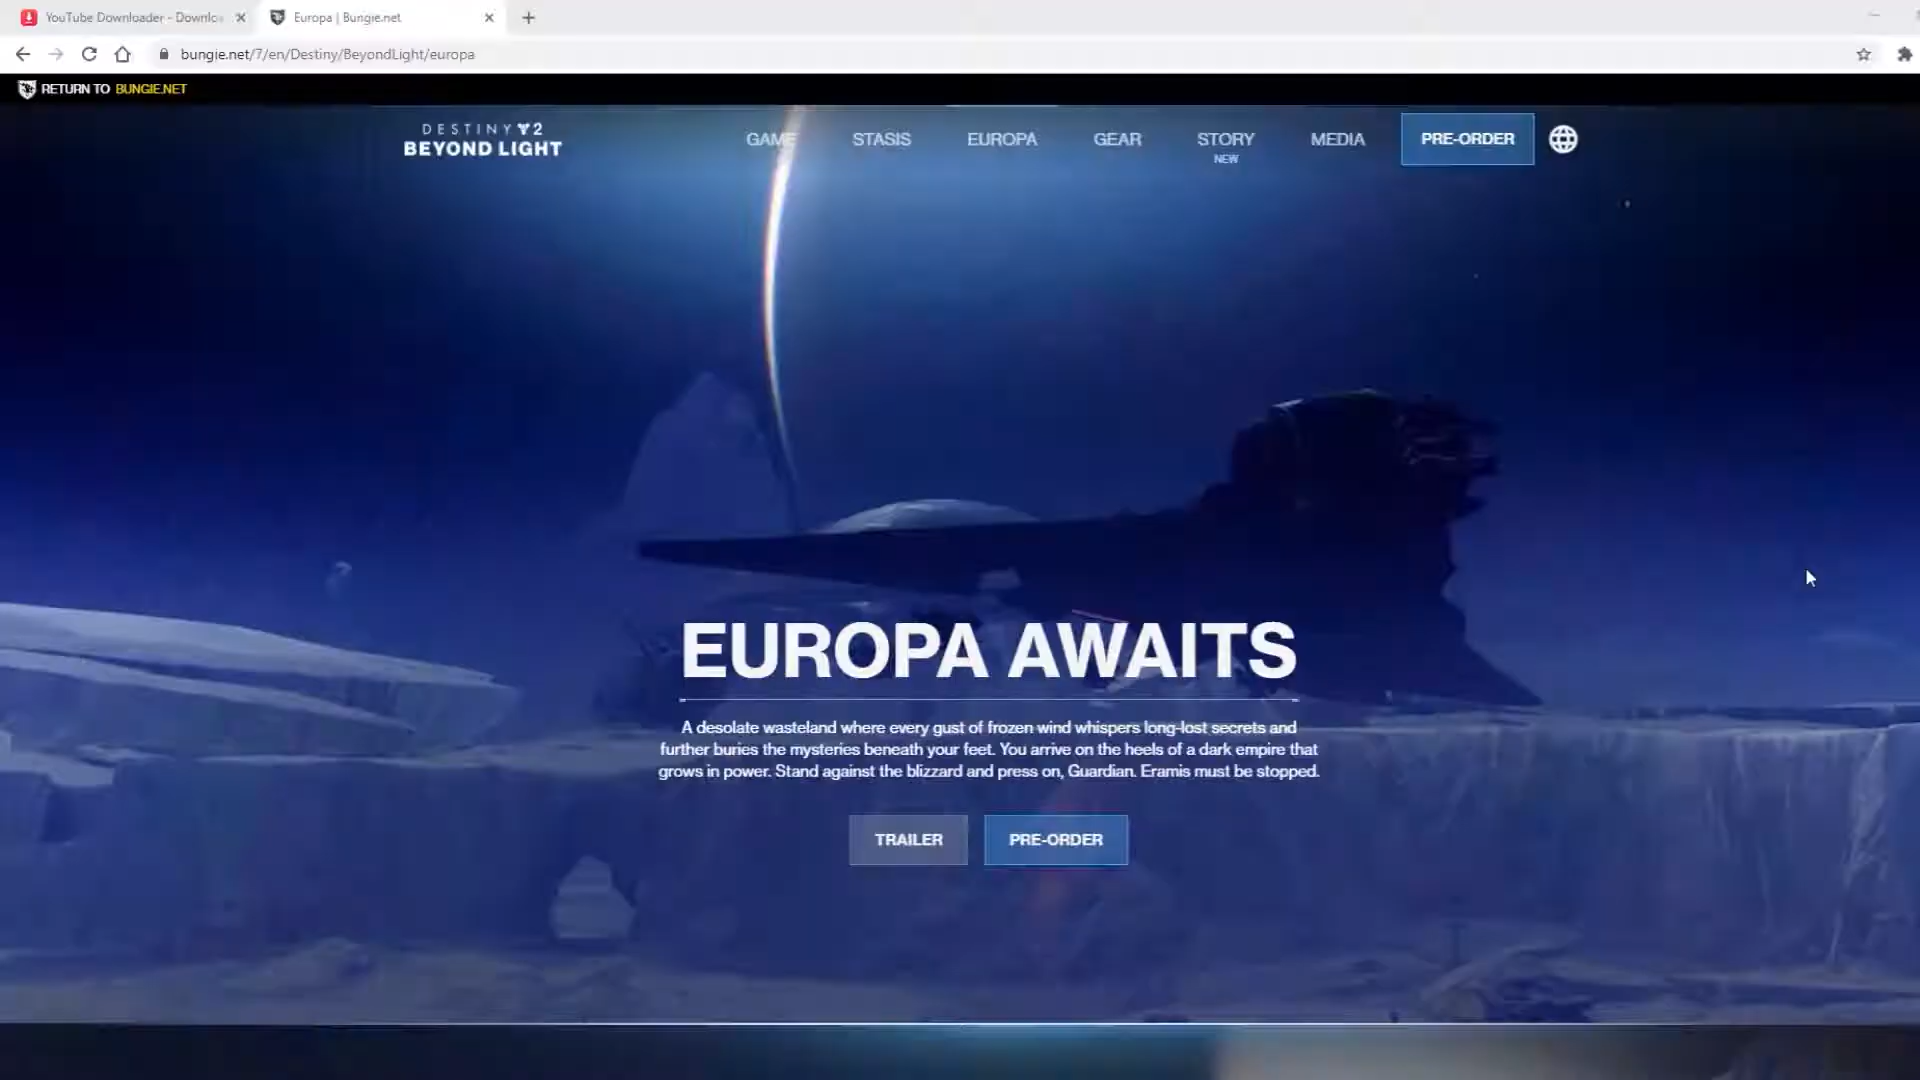 YouTube Downloader - Downlo
Europa | Bungie.net
bungie.net/7/en/Destiny/BeyondLight/europa
RETURN TO BUNGIE.NET
DESTINY 2
BEYOND LIGHT
GAME
STASIS
EUROPA
GEAR
STORY
NEW
MEDIA
PRE-ORDER
EUROPA AWAITS
A desolate wasteland where every gust of frozen wind whispers long-lost secrets and
further buries the mysteries beneath your feet. You arrive on the heels of a dark empire that
grows in power. Stand against the blizzard and press on, Guardian. Eramis must be stopped.
TRAILER
PRE-ORDER